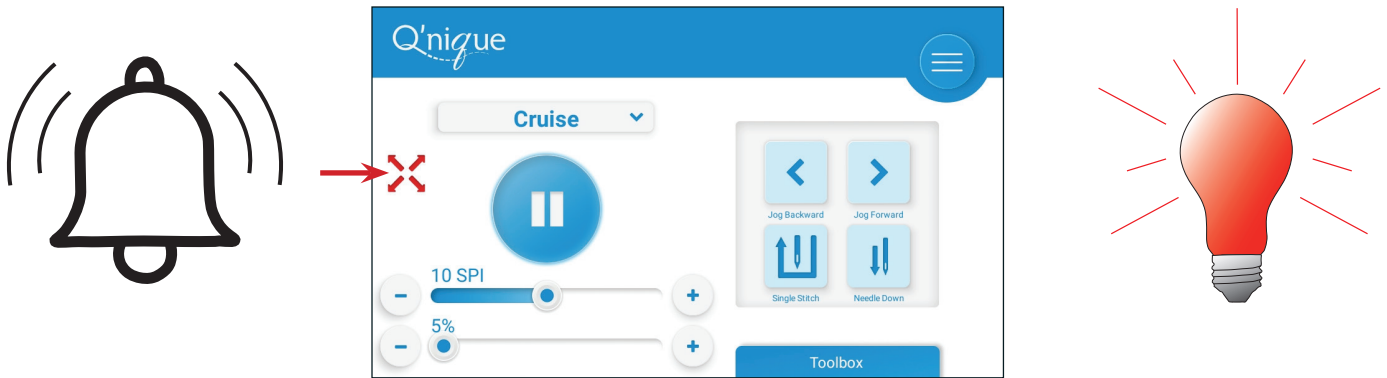 Q'nique
Cruise
10 SPI
5%
Jog Backward
Jog Forward
Single Stitch
Needle Down
Toolbox